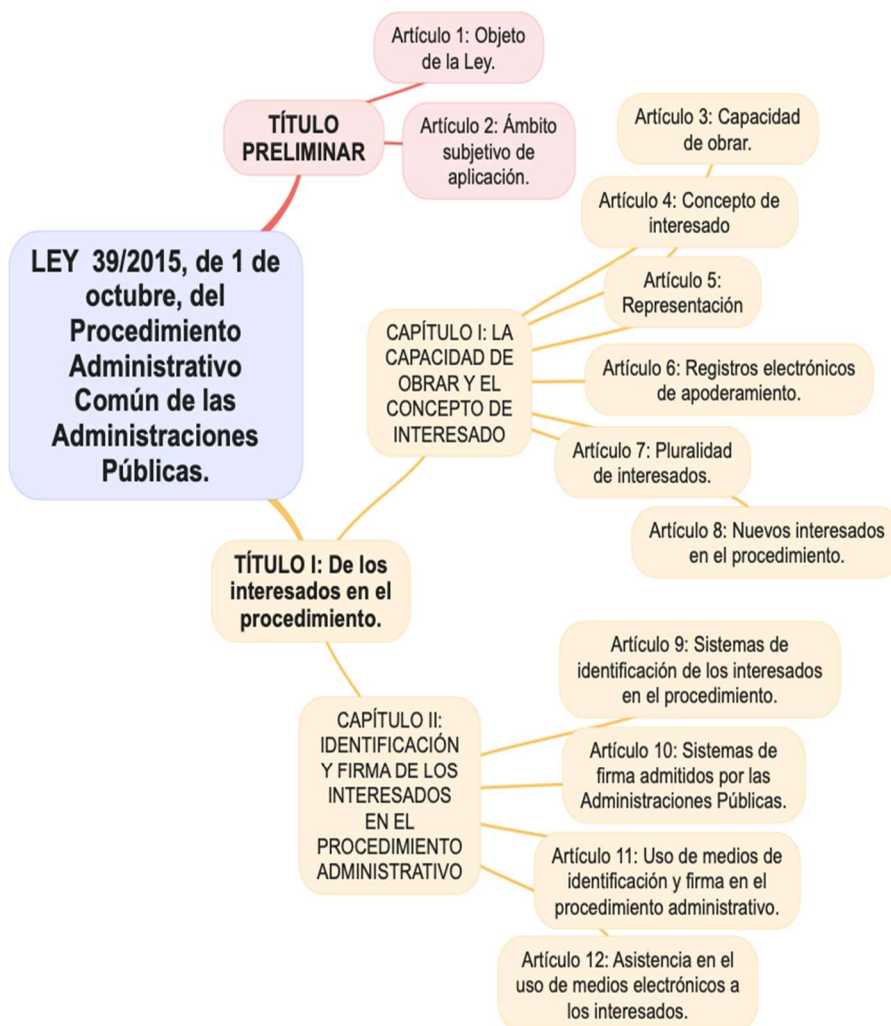 Artículo 1: Objeto
de la Ley.
TÍTULO
PRELIMINAR
Artículo 2: Ámbito
subjetivo de
aplicación.
LEY 39/2015, de 1 de
octubre, del
Procedimiento
Administrativo
Común de las
Administraciones
Públicas.
TÍTULO I: De los
interesados en el
procedimiento.
CAPÍTULO I: LA
CAPACIDAD DE
OBRAR Y EL
CONCEPTO DE
INTERESADO
Artículo 3: Capacidad
de obrar.
Artículo 4: Concepto de
interesado
Artículo 5:
Representación
Artículo 6: Registros electrónicos
de apoderamiento.
Artículo 7: Pluralidad
de interesados.
Artículo 8: Nuevos interesados
en el procedimiento.
CAPÍTULO II:
IDENTIFICACIÓN
Y FIRMA DE LOS
INTERESADOS
EN EL
PROCEDIMIENTO
ADMINISTRATIVO
Artículo 9: Sistemas de
identificación de los interesados
en el procedimiento.
Artículo 10: Sistemas de
firma admitidos por las
Administraciones Públicas.
Artículo 11: Uso de medios de
identificación y firma en el
procedimiento administrativo.
Artículo 12: Asistencia en el
uso de medios electrónicos a
los interesados.